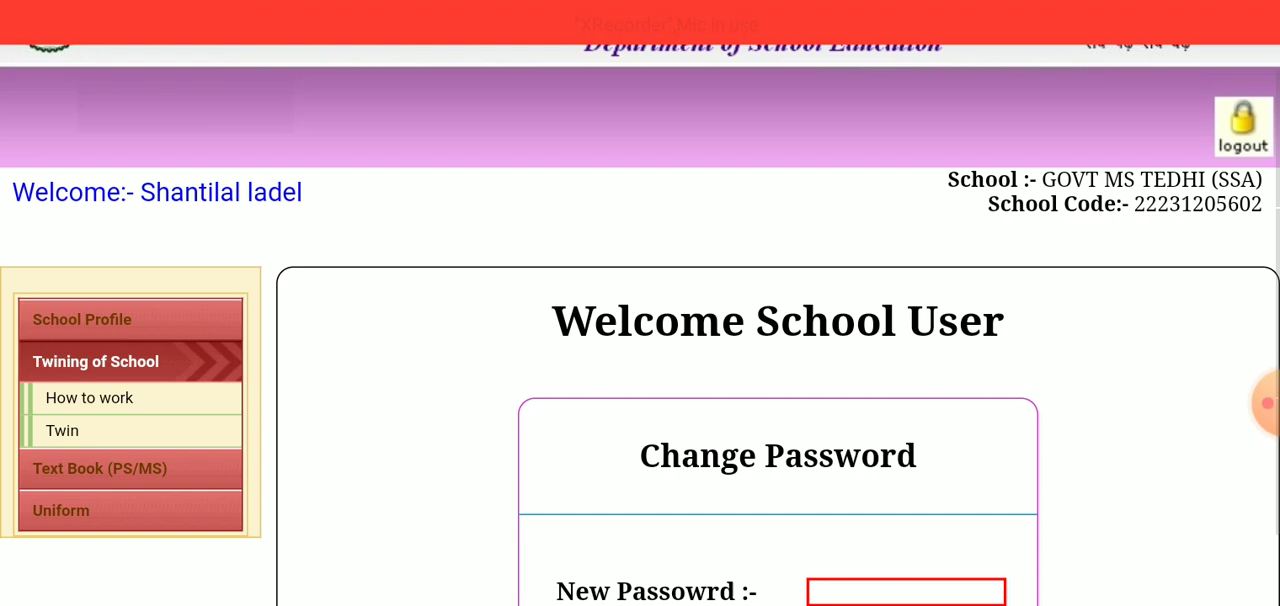 "XRecorder",Mic in use
Department of School Education
logout
Welcome:- Shantilal ladel
School :- GOVT MS TEDHI (SSA)
School Code:- 22231205602
School Profile
Twining of School
How to work
Twin
Text Book (PS/MS)
Uniform
Welcome School User
Change Password
New Passowrd :-